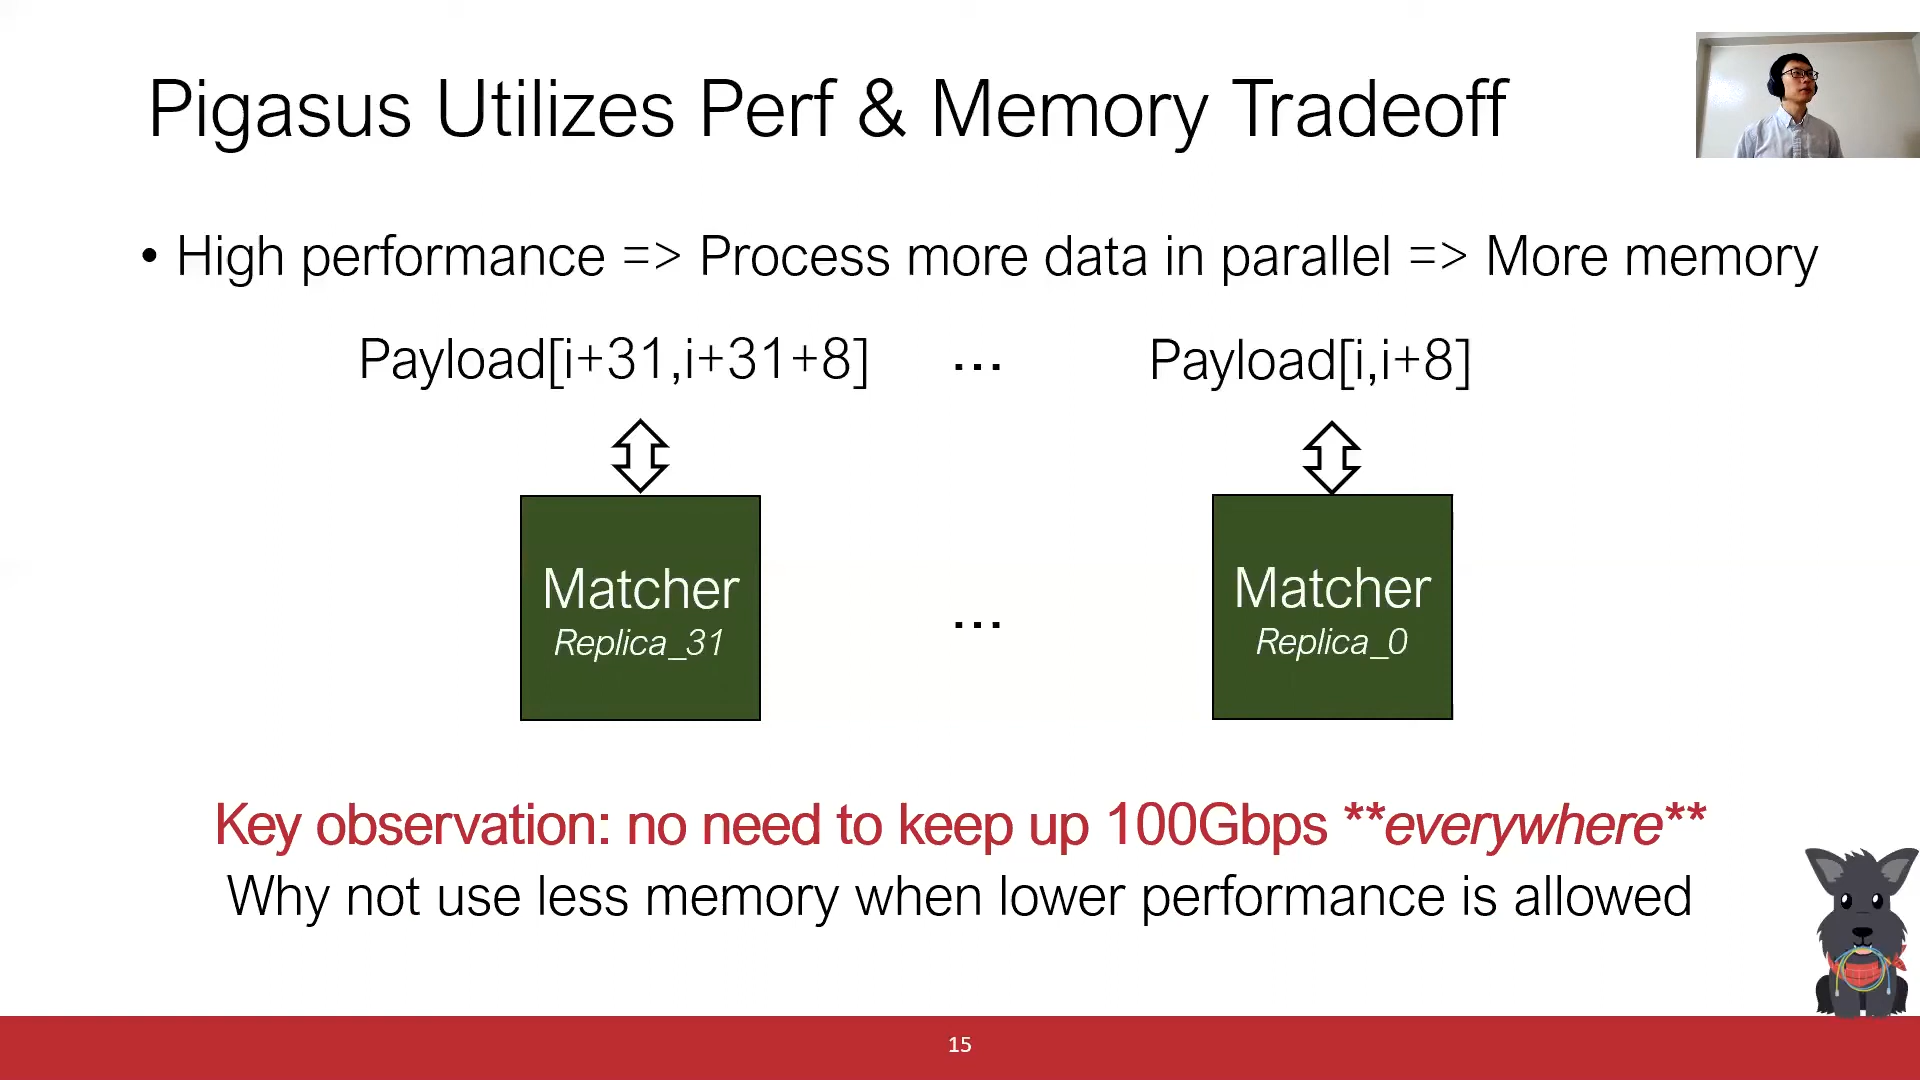 Pigasus Utilizes Perf & Memory Tradeoff
• High performance => Process more data in parallel => More memory
Payload[i+31,i+31+8] ... Payload[i,i+8]
Matcher ... Matcher
Replica_31 Replica_0
Key observation: no need to keep up 100Gbps **everywhere**
Why not use less memory when lower performance is allowed
15